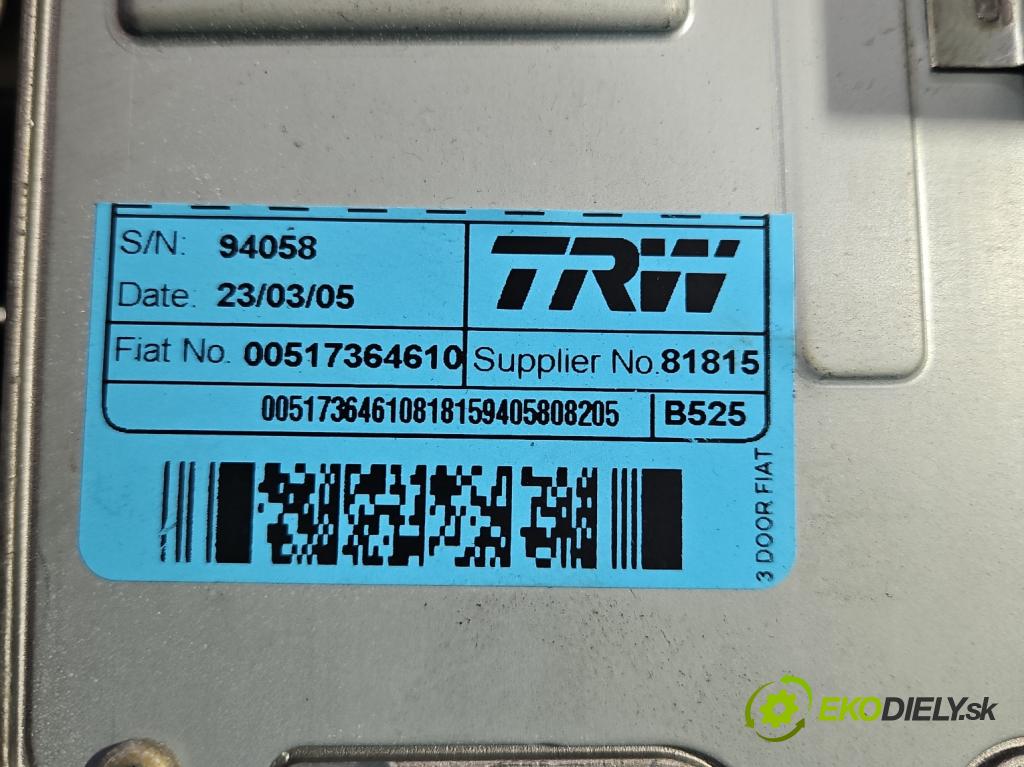 S/N: 94058
TRW
Date: 23/03/05
Fiat No. 00517364610
Supplier No.81815
00517364610818159405808205
B525
3 DOOR FIAT
EKODIELY.sk